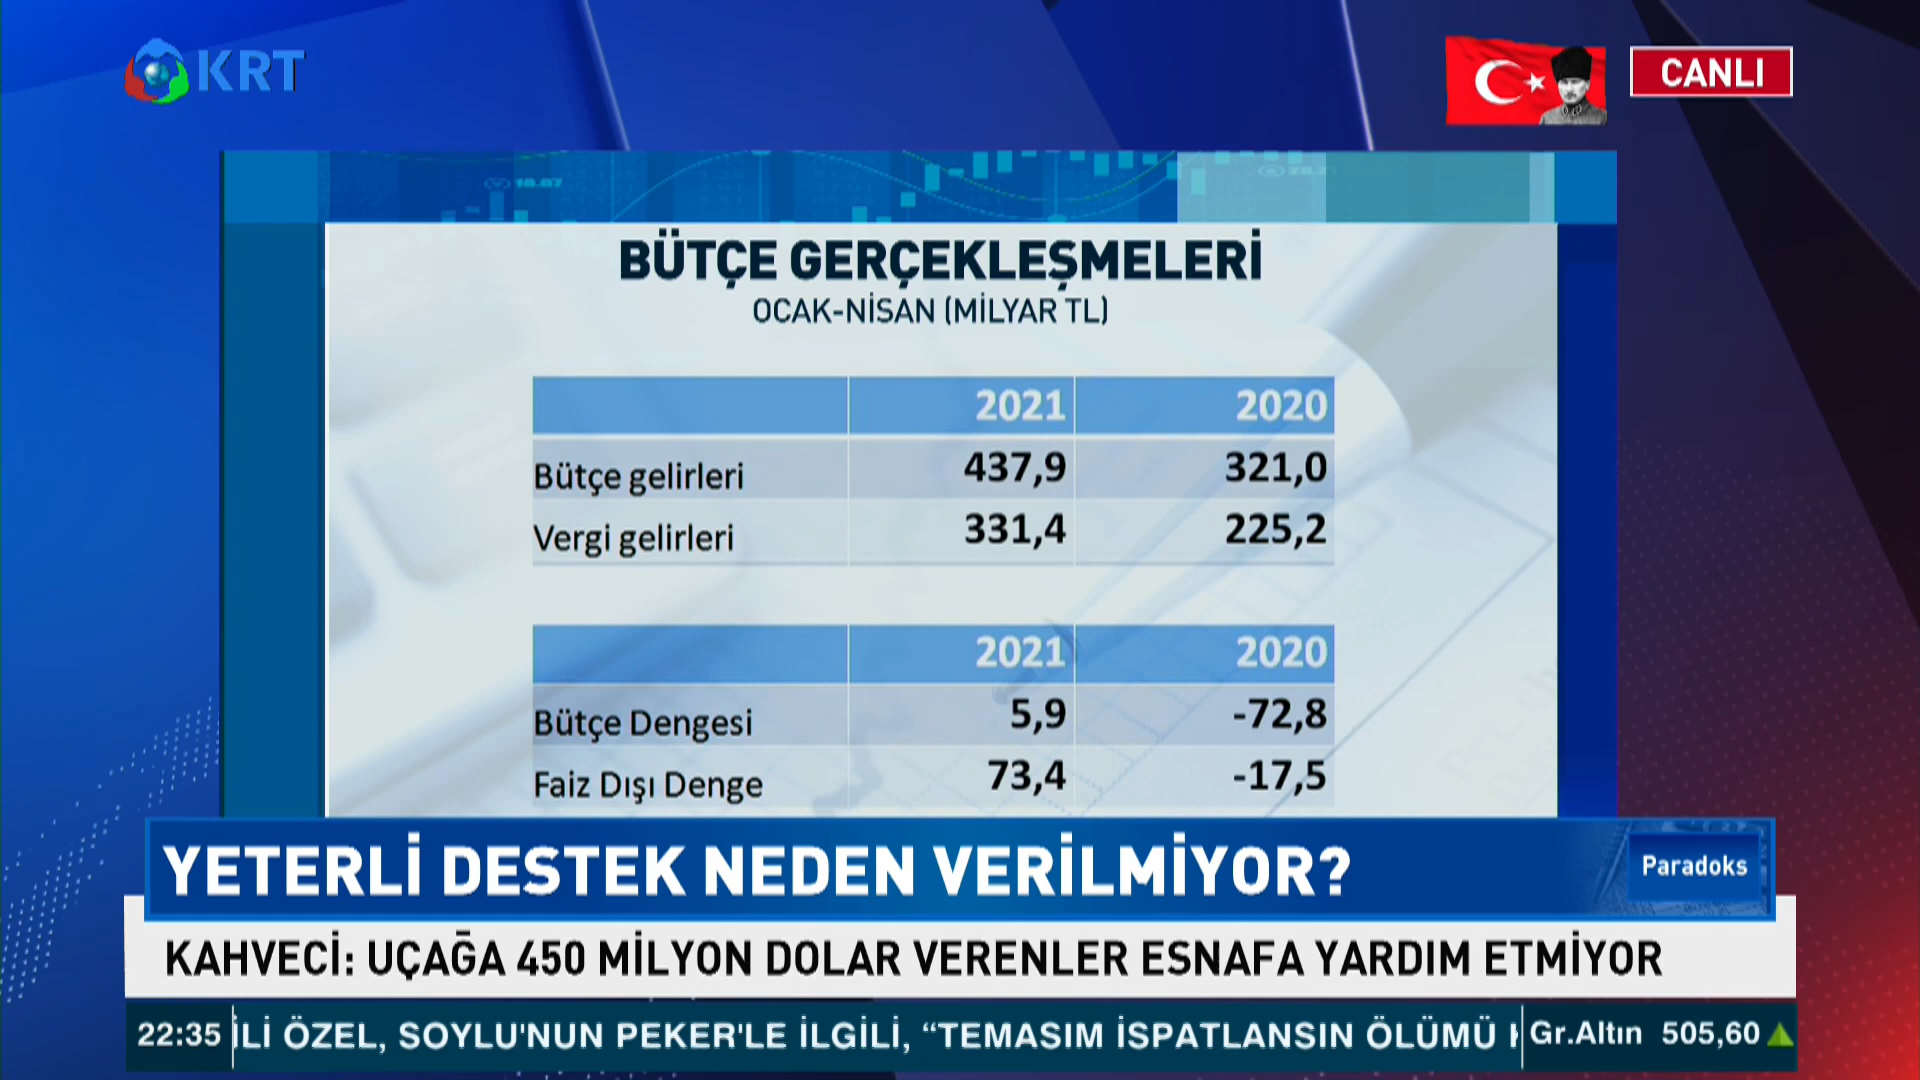 KRT
CANLI
BÜTÇE GERÇEKLEŞMELERİ
OCAK-NİSAN (MİLYAR TL)
2021 2020
Bütçe gelirleri 437,9 321,0
Vergi gelirleri 331,4 225,2
2021 2020
Bütçe Dengesi 5,9 -72,8
Faiz Dışı Denge 73,4 -17,5
YETERLİ DESTEK NEDEN VERİLMİYOR?
Paradoks
KAHVECİ: UÇAĞA 450 MİLYON DOLAR VERENLER ESNAFA YARDIM ETMİYOR
22:35 İLİ ÖZEL, SOYLU'NUN PEKER'LE İLGİLİ, “TEMASIM İSPATLANSIN ÖLÜMÜ Gr.Altın 505,60